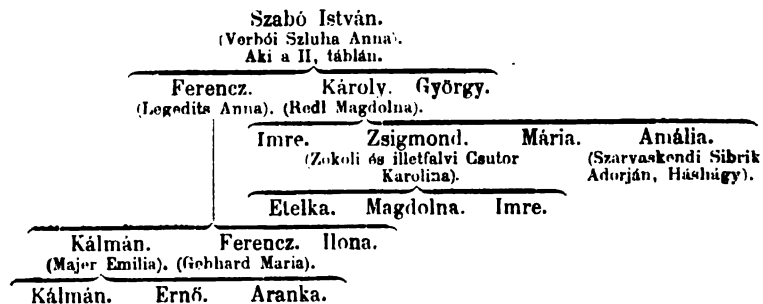 Szabó István.
(Verbói Szluha Anna).
Aki a II, táblán.
Ferencz. Károly. György.
(Legedits Anna). (Redl Magdolna).
Imre. Zsigmond. Mária. Amália.
(Zokoli és illetfalvi Csutor (Szarvaskendi Sibrik
Karolina). Adorján, Háshágy).
Etelka. Magdolna. Imre.
Kálmán. Ferencz. Ilona.
(Majer Emilia). (Gebhard Maria).
Kálmán. Ernő. Aranka.